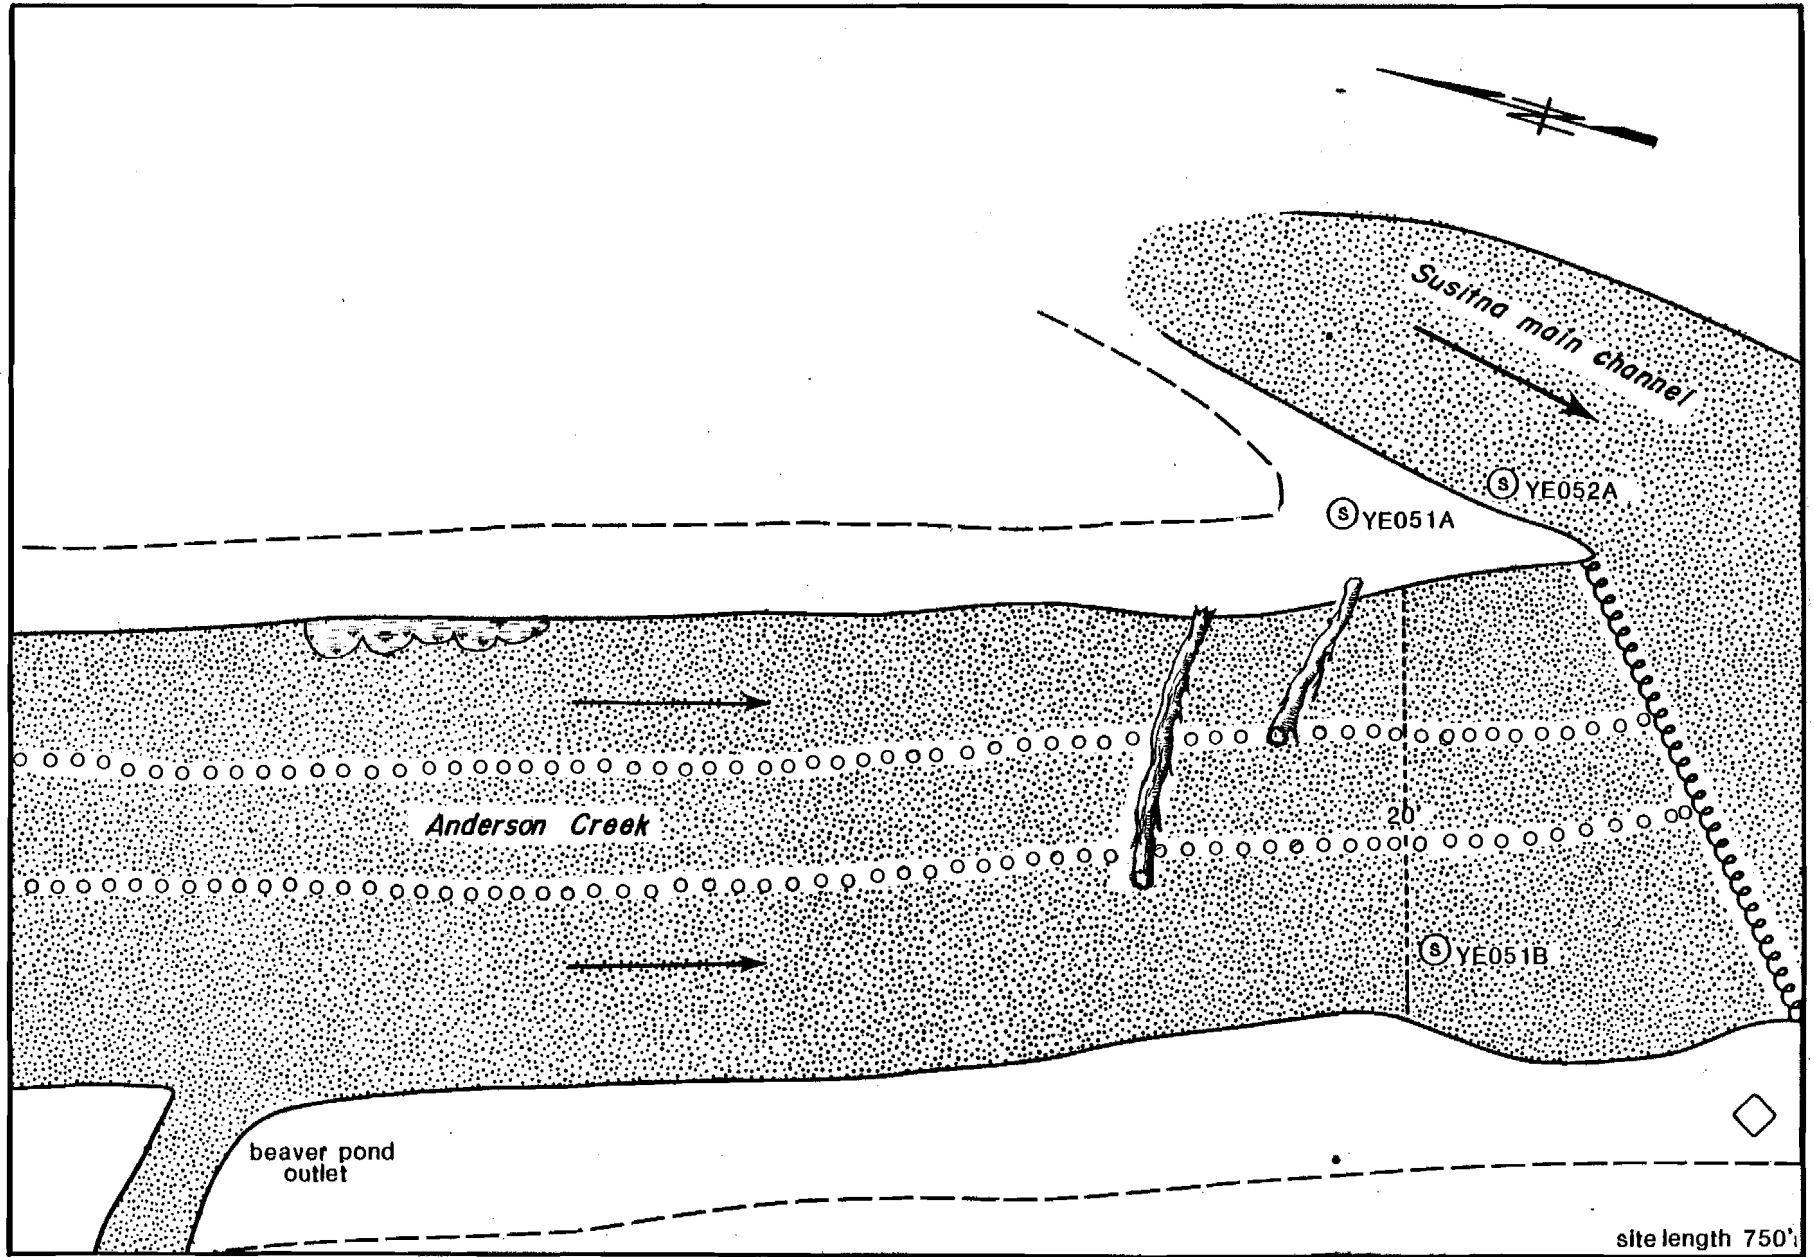 Susitna main channel
S YE052A
S YE051A
20'
Anderson Creek
S YE051B
beaver pond
outlet
site length 750'